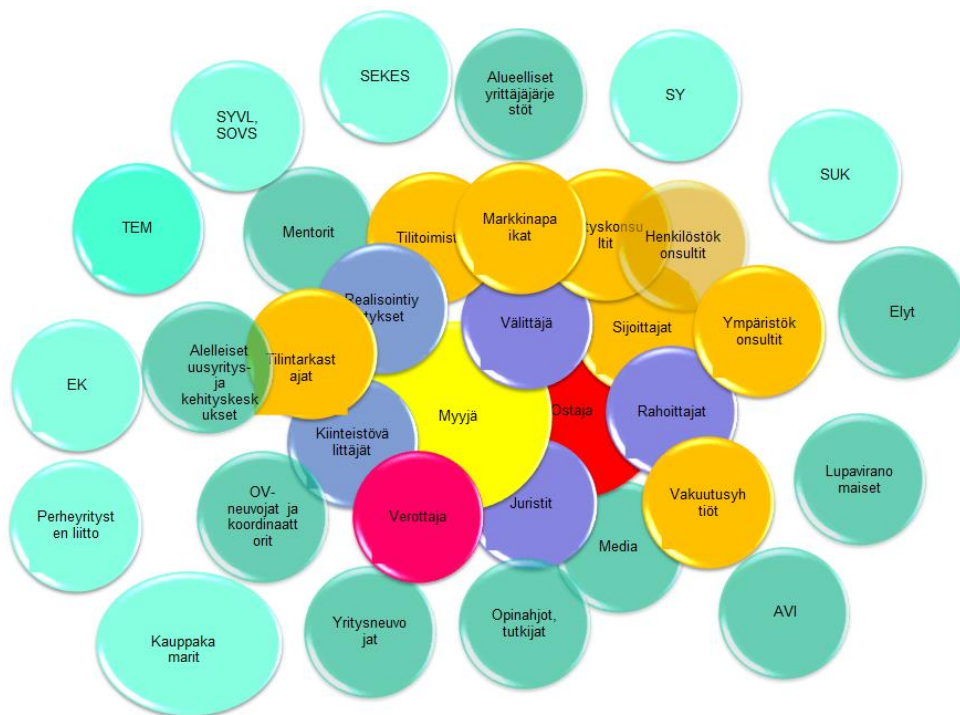 SEKES
Alueelliset
yrittäjäjärje
stöt
SY
SYVL,
SOVS
SUK
TEM
Mentorit
Tilitoimist
Markkinapa
ikat
tyskonsu
ltit
Henkilöstök
onsultit
Realisointiy
tykset
Välittäjä
Sijoittajat
Ympäristök
onsultit
Elyt
EK
Alelleiset
uusyritys-
ja
kehityskesk
ukset
Tilintarkast
ajat
Myyjä
Ostaja
Rahoittajat
Kiinteistövä
littäjät
Lupavirano
maiset
Perheyrityst
en liitto
OV-
neuvojat ja
koordinaatt
orit
Verottaja
Juristit
Media
Vakuutusyh
tiöt
Kauppaka
marit
Yritysneuvo
jat
Opinahjot,
tutkijat
AVI